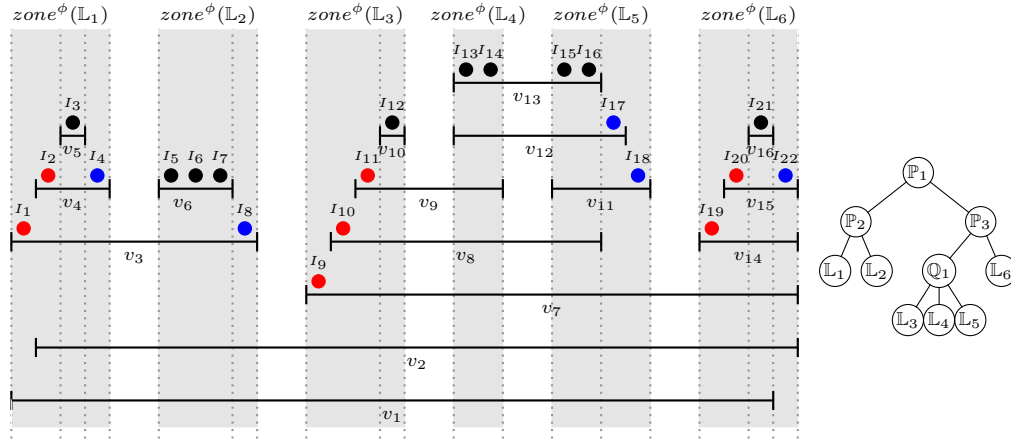 zone^ϕ(𝕃₁) zone^ϕ(𝕃₂) zone^ϕ(𝕃₃) zone^ϕ(𝕃₄) zone^ϕ(𝕃₅) zone^ϕ(𝕃₆)
I₁₃ I₁₄ I₁₅ I₁₆
v₁₃
I₃ I₁₂ I₁₇ I₂₁
v₅ v₁₀ v₁₂ v₁₆
I₂ I₄ I₅ I₆ I₇ I₁₁ I₁₈ I₂₀ I₂₂
v₄ v₆ v₉ v₁₁ v₁₅
I₁ I₈ I₁₀ I₁₉
v₃ v₈ v₁₄
I₉
v₇
v₂
v₁
ℙ₁
ℙ₂ ℙ₃
𝕃₁ 𝕃₂ ℚ₁ 𝕃₆
𝕃₃ 𝕃₄ 𝕃₅